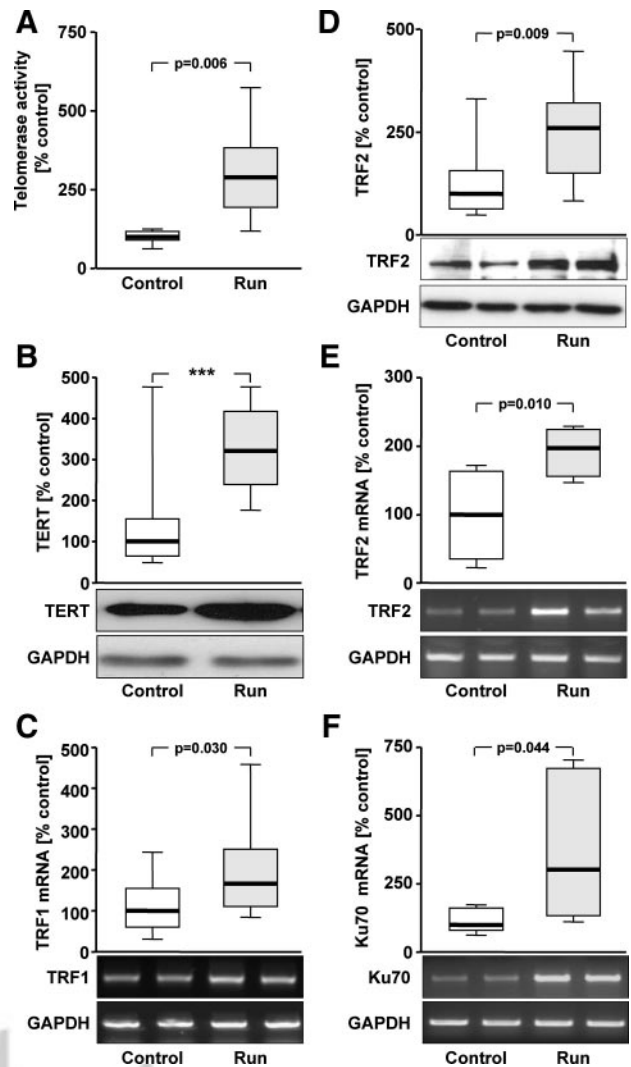 A
Telomerase activity
[% control]
750
500
250
0
p=0.006
Control Run
B
TERT [% control]
500
400
300
200
100
0
***
TERT
GAPDH
Control Run
C
TRF1 mRNA [% control]
500
400
300
200
100
0
p=0.030
TRF1
GAPDH
Control Run
D
TRF2 [% control]
500
250
0
p=0.009
TRF2
GAPDH
Control Run
E
TRF2 mRNA [% control]
300
200
100
0
p=0.010
TRF2
GAPDH
Control Run
F
Ku70 mRNA [% control]
750
500
250
0
p=0.044
Ku70
GAPDH
Control Run